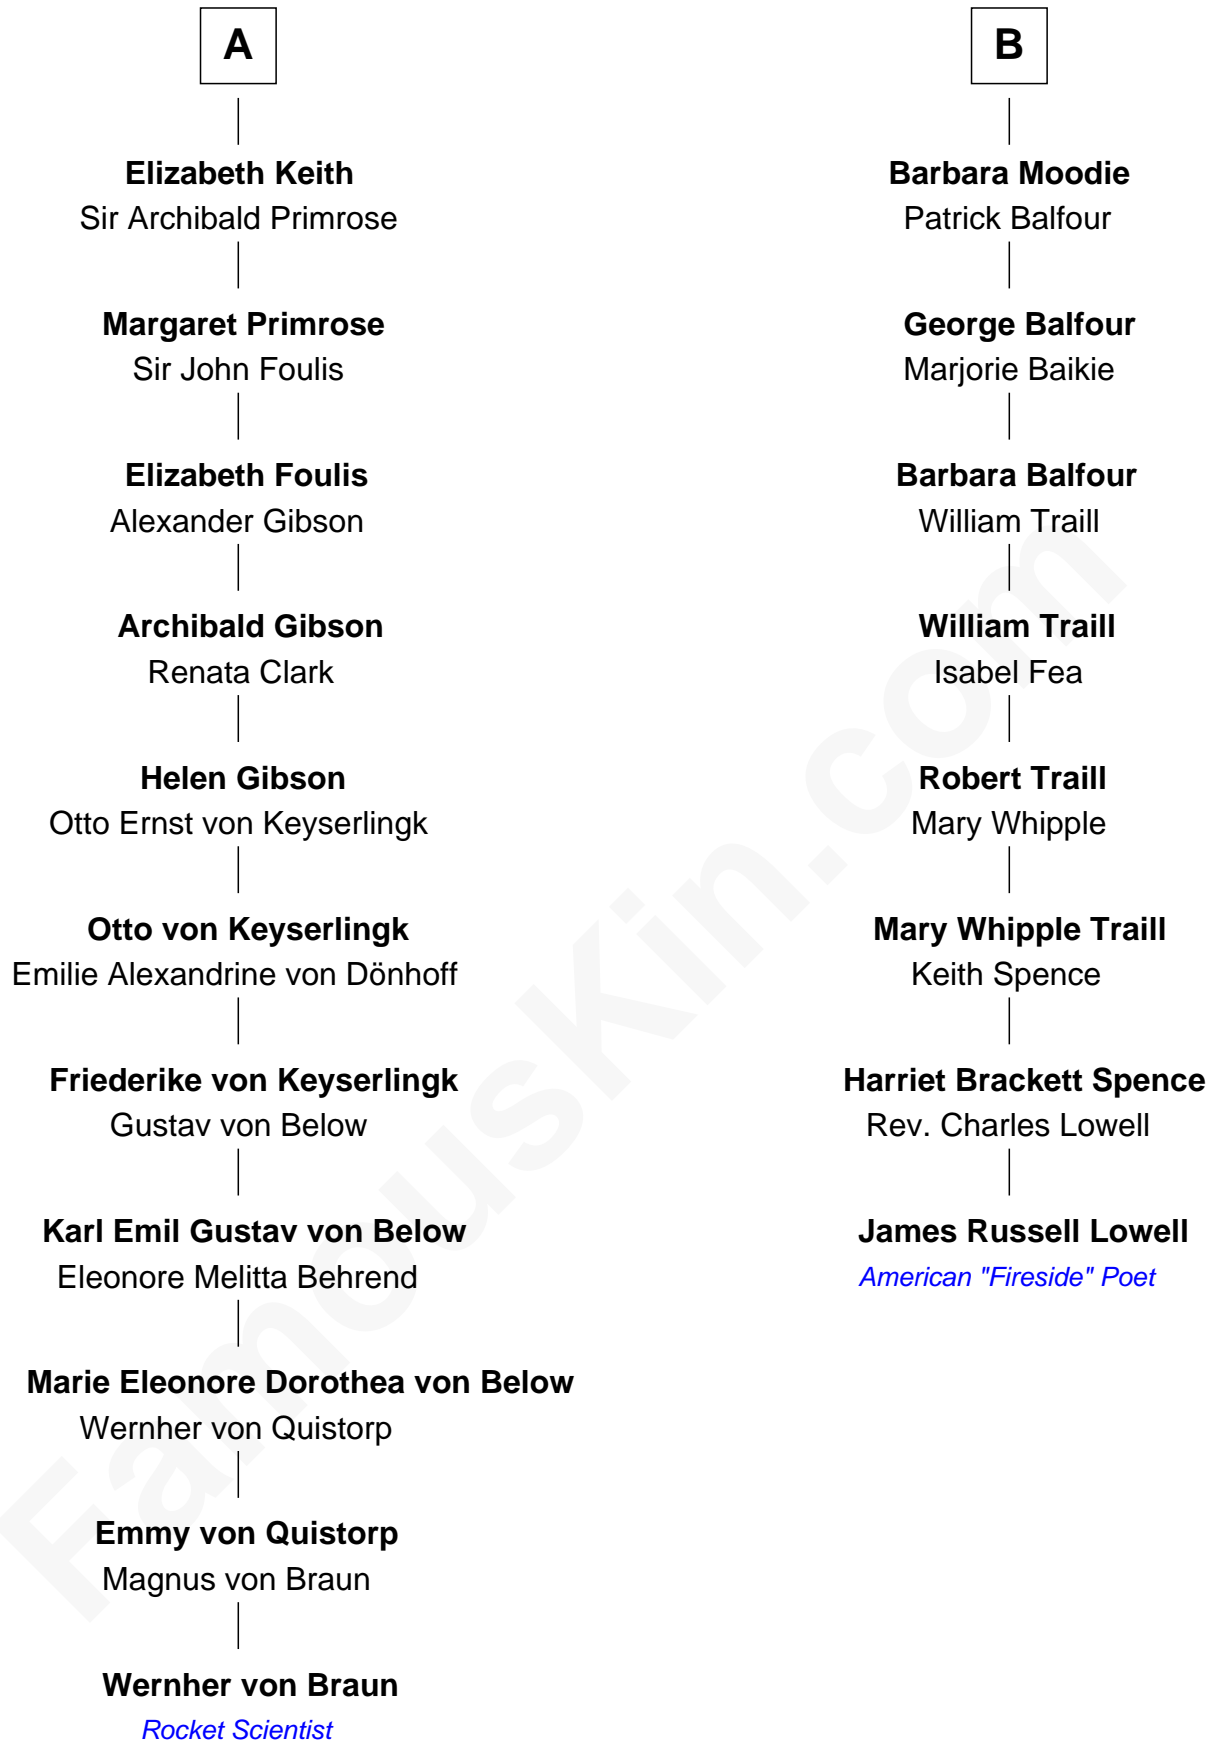 A
Elizabeth Keith
Sir Archibald Primrose
Margaret Primrose
Sir John Foulis
Elizabeth Foulis
Alexander Gibson
Archibald Gibson
Renata Clark
Helen Gibson
Otto Ernst von Keyserlingk
Otto von Keyserlingk
Emilie Alexandrine von Dönhoff
Friederike von Keyserlingk
Gustav von Below
Karl Emil Gustav von Below
Eleonore Melitta Behrend
Marie Eleonore Dorothea von Below
Wernher von Quistorp
Emmy von Quistorp
Magnus von Braun
Wernher von Braun
Rocket Scientist
B
Barbara Moodie
Patrick Balfour
George Balfour
Marjorie Baikie
Barbara Balfour
William Traill
William Traill
Isabel Fea
Robert Traill
Mary Whipple
Mary Whipple Traill
Keith Spence
Harriet Brackett Spence
Rev. Charles Lowell
James Russell Lowell
American "Fireside" Poet
FamousKin.com